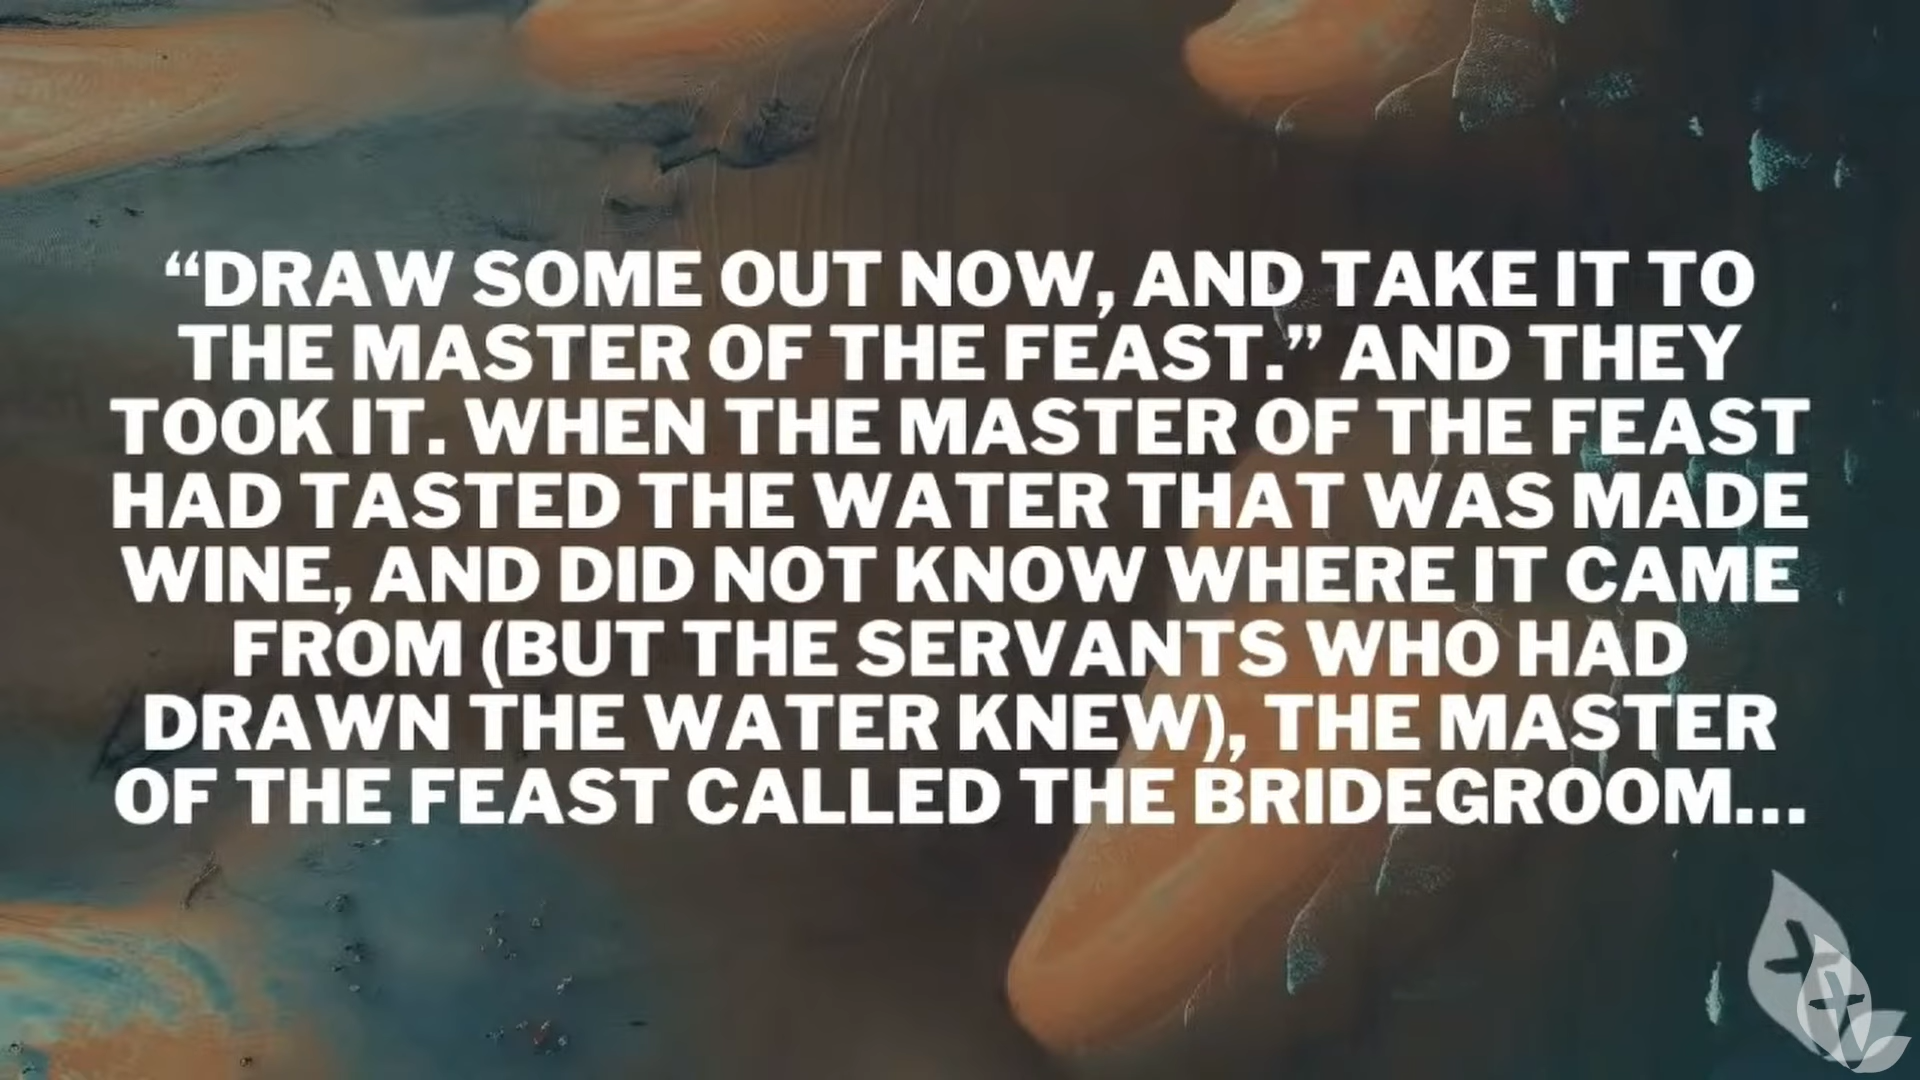 “DRAW SOME OUT NOW, AND TAKE IT TO
THE MASTER OF THE FEAST.” AND THEY
TOOK IT. WHEN THE MASTER OF THE FEAST
HAD TASTED THE WATER THAT WAS MADE
WINE, AND DID NOT KNOW WHERE IT CAME
FROM (BUT THE SERVANTS WHO HAD
DRAWN THE WATER KNEW), THE MASTER
OF THE FEAST CALLED THE BRIDEGROOM...